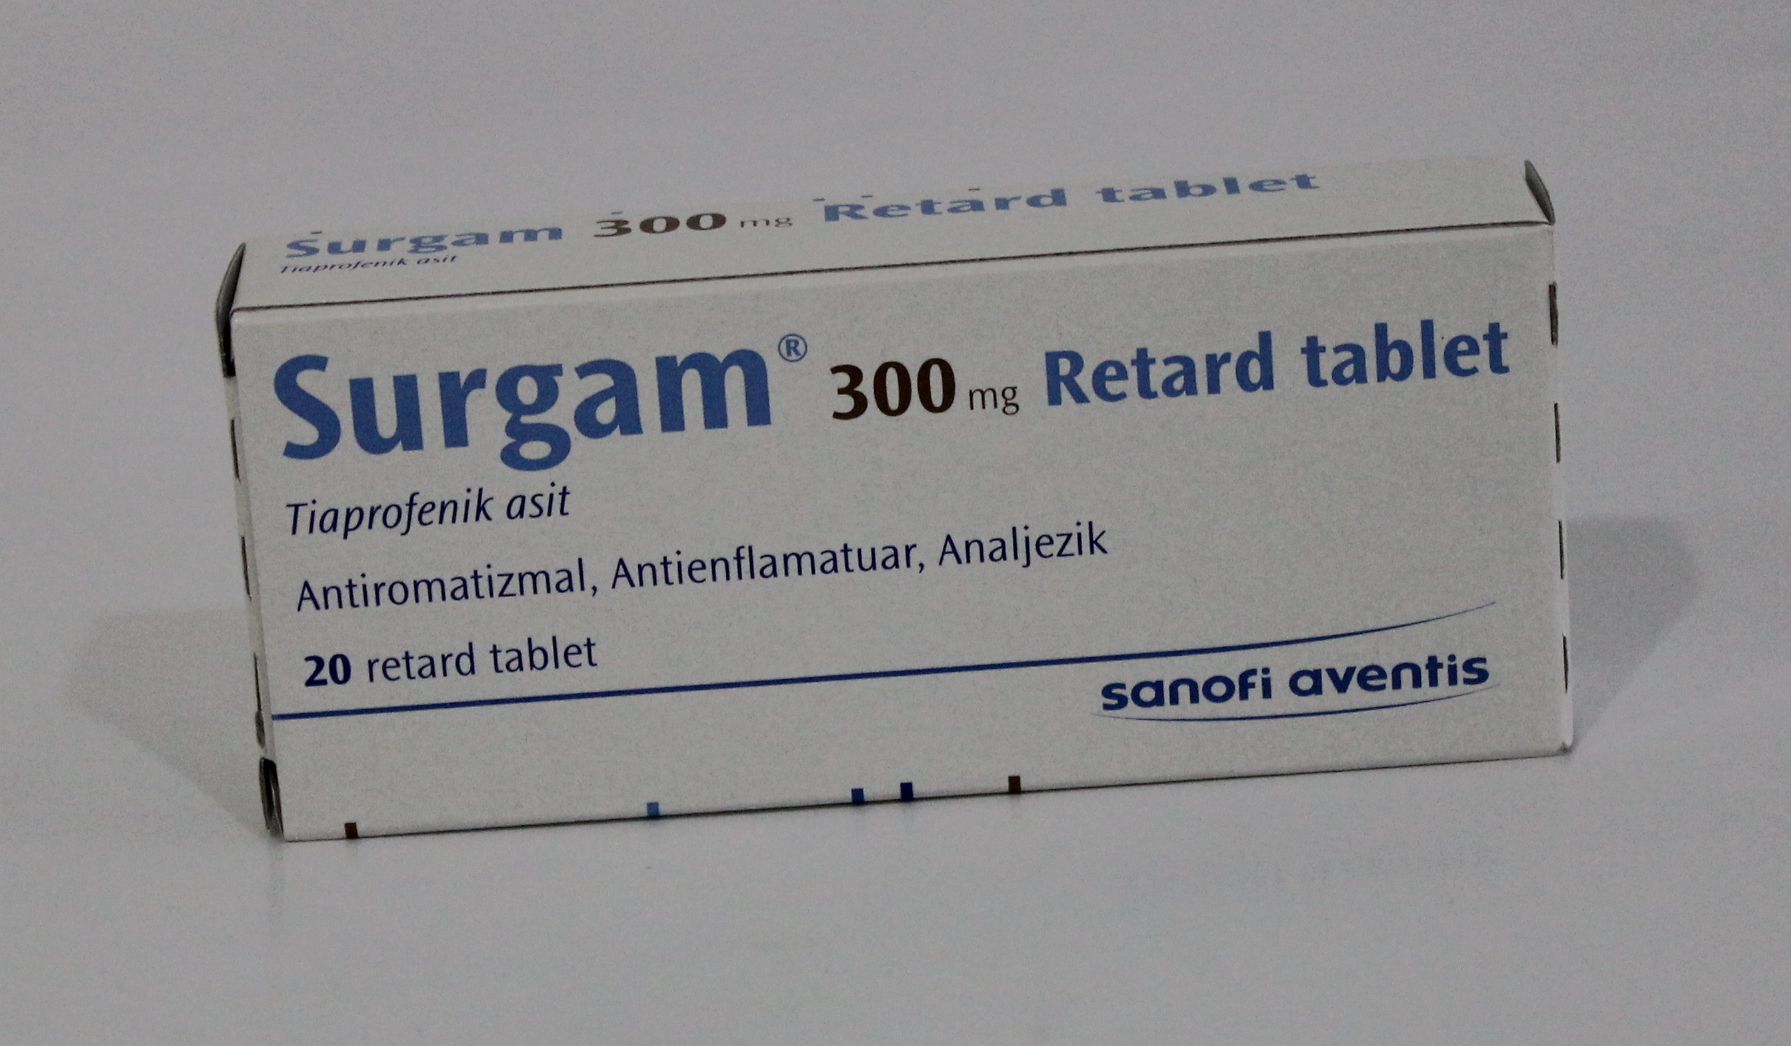 Surgam 300 mg Retard tablet
Tiaprofenik asit
Surgam® 300 mg Retard tablet
Tiaprofenik asit
Antiromatizmal, Antienflamatuar, Analjezik
20 retard tablet
sanofi aventis